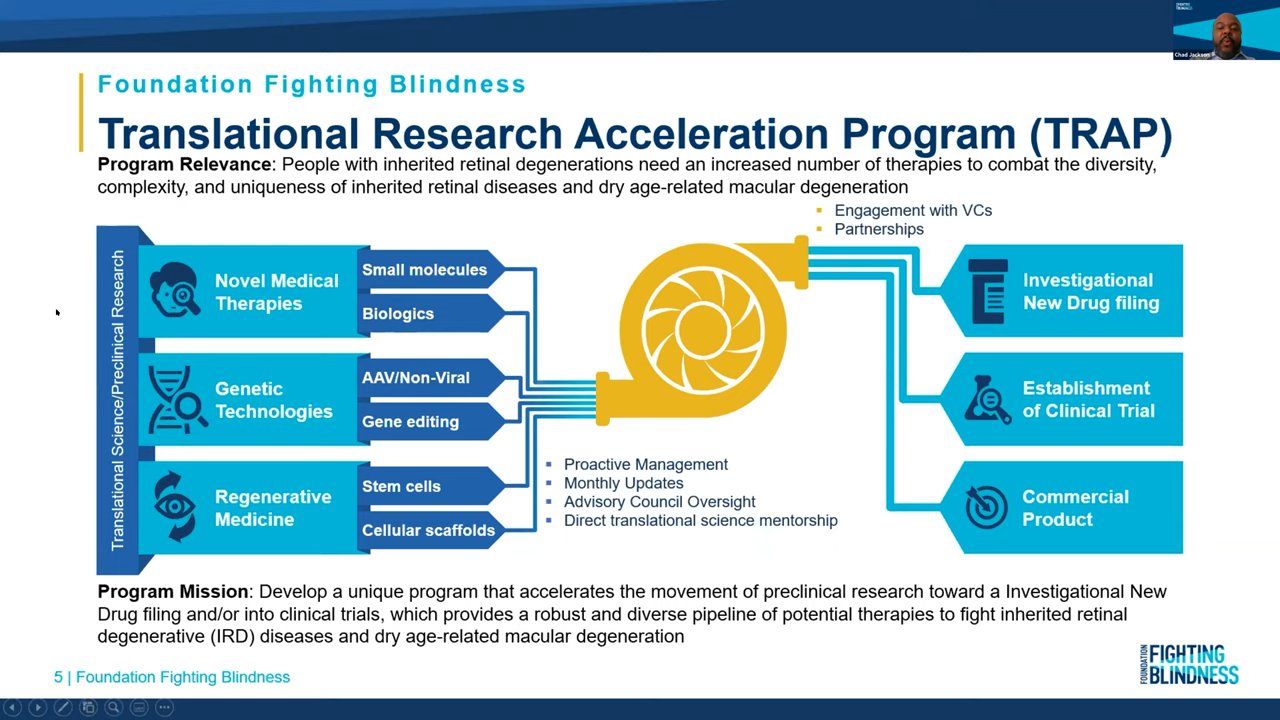 Chad Jackson
Foundation Fighting Blindness
Translational Research Acceleration Program (TRAP)
Program Relevance: People with inherited retinal degenerations need an increased number of therapies to combat the diversity,
complexity, and uniqueness of inherited retinal diseases and dry age-related macular degeneration
Translational Science/Preclinical Research
Novel Medical
Therapies
Small molecules
Biologics
Genetic
Technologies
AAV/Non-Viral
Gene editing
Regenerative
Medicine
Stem cells
Cellular scaffolds
▪ Proactive Management
▪ Monthly Updates
▪ Advisory Council Oversight
▪ Direct translational science mentorship
▪ Engagement with VCs
▪ Partnerships
Investigational
New Drug filing
Establishment
of Clinical Trial
Commercial
Product
Program Mission: Develop a unique program that accelerates the movement of preclinical research toward a Investigational New
Drug filing and/or into clinical trials, which provides a robust and diverse pipeline of potential therapies to fight inherited retinal
degenerative (IRD) diseases and dry age-related macular degeneration
5 | Foundation Fighting Blindness
FOUNDATION
FIGHTING
BLINDNESS